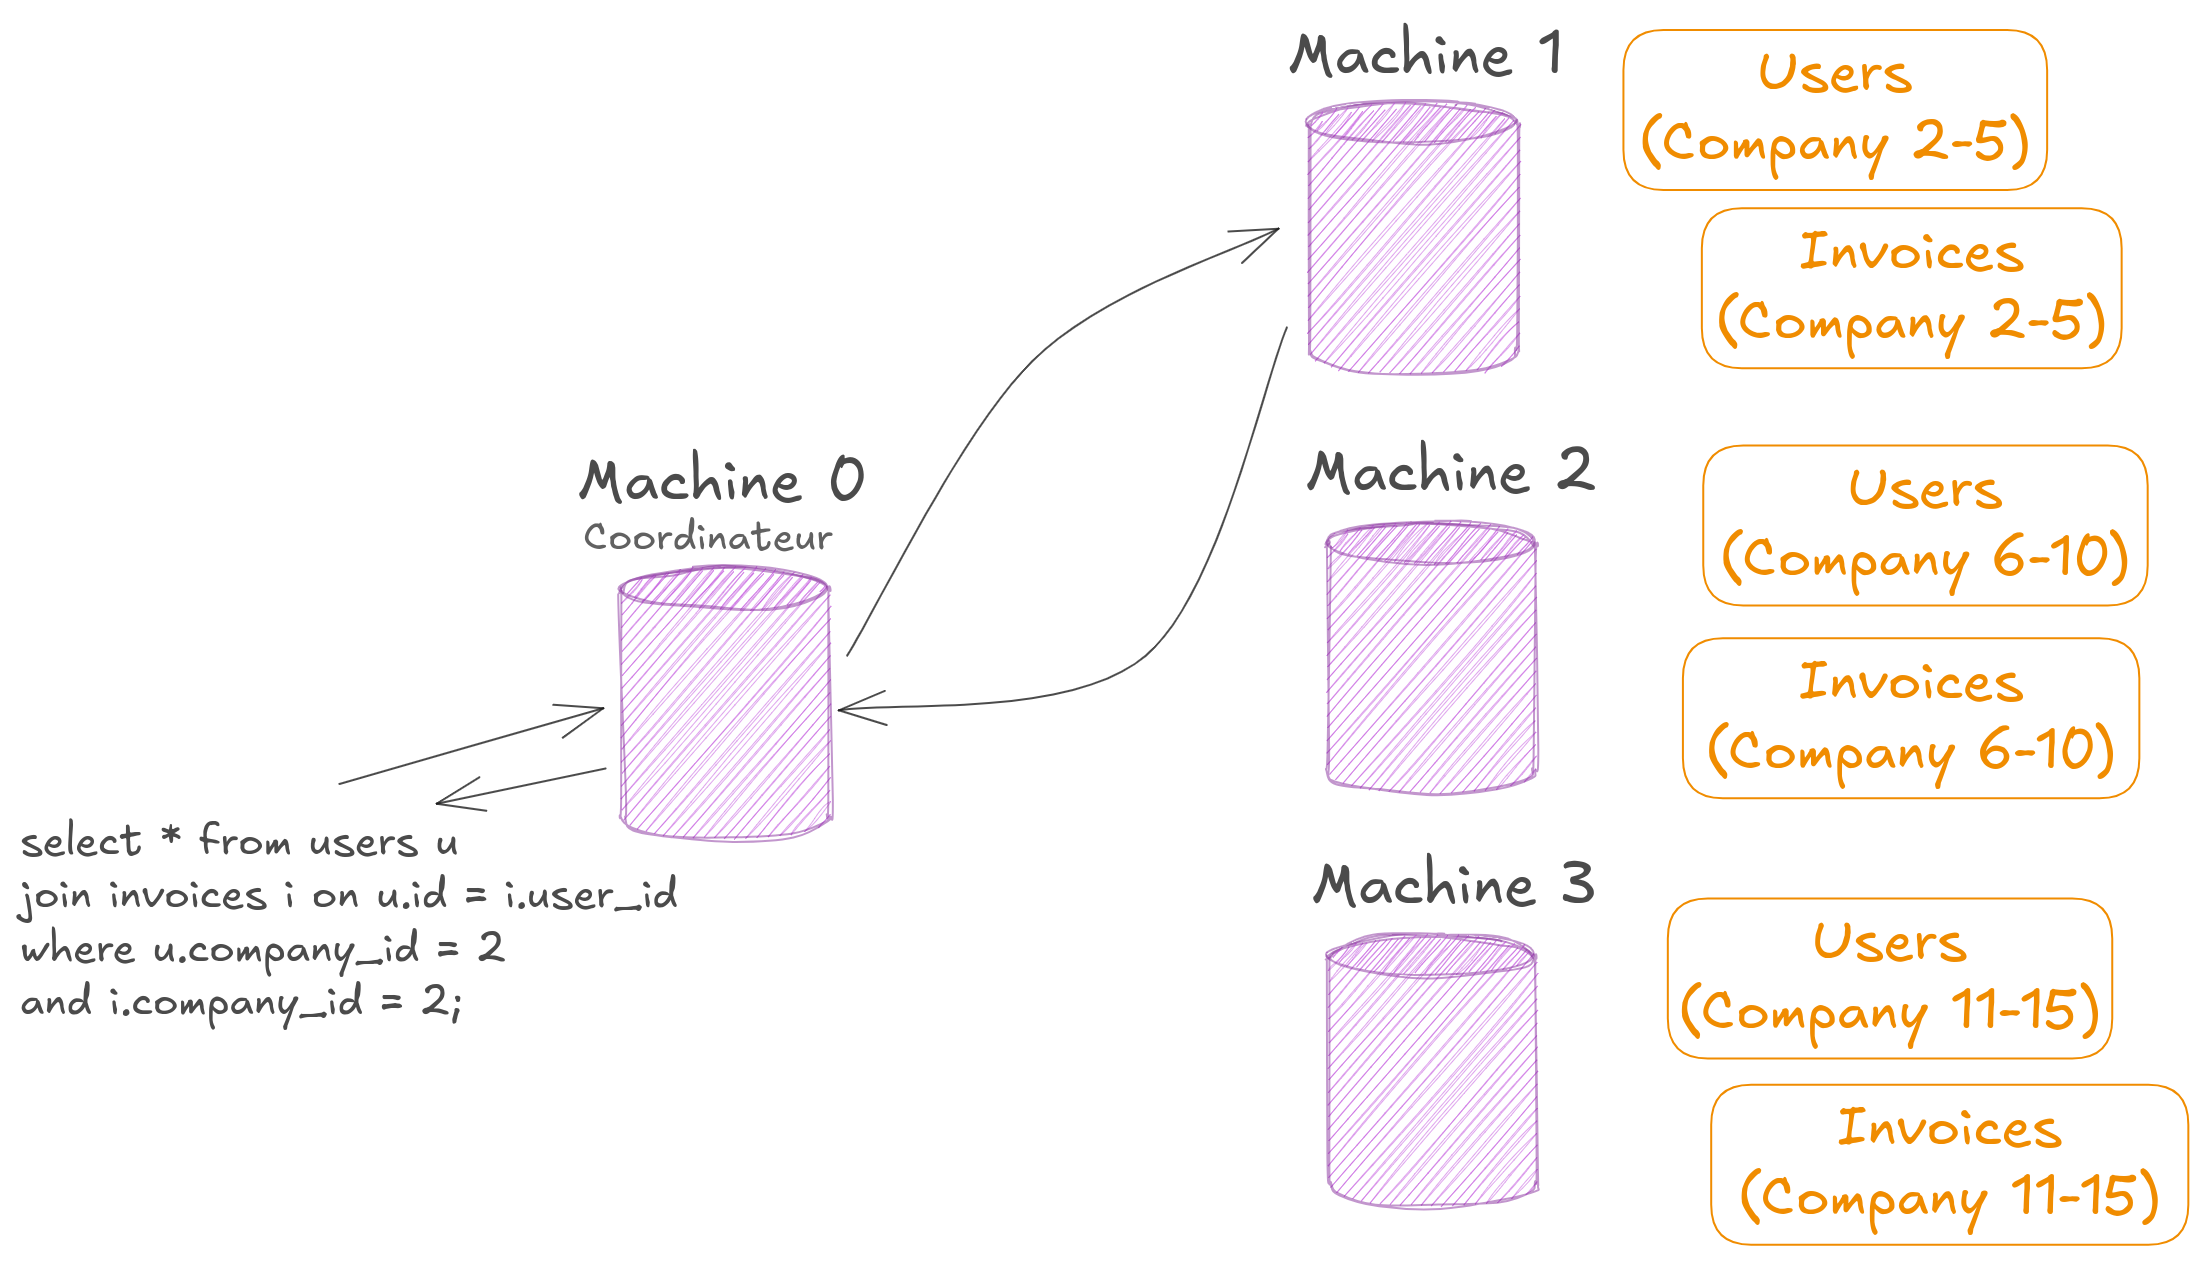 Machine 1
Users
(Company 2-5)
Invoices
(Company 2-5)
Machine 0
Coordinateur
Machine 2
Users
(Company 6-10)
Invoices
(Company 6-10)
select * from users u
join invoices i on u.id = i.user_id
where u.company_id = 2
and i.company_id = 2;
Machine 3
Users
(Company 11-15)
Invoices
(Company 11-15)